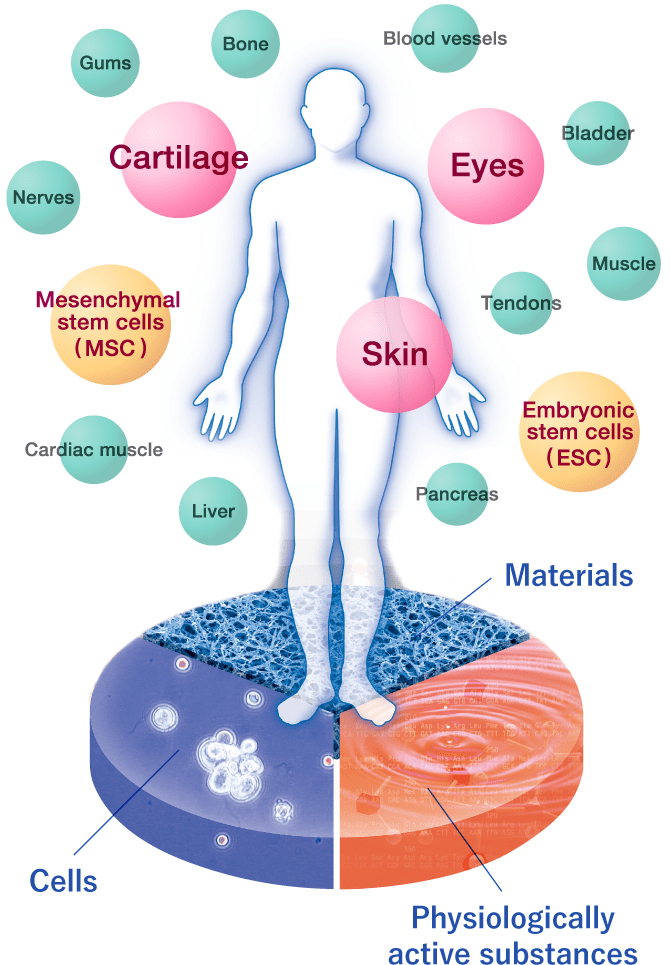 Bone
Blood vessels
Gums
Bladder
Cartilage
Eyes
Nerves
Muscle
Mesenchymal
stem cells
(MSC)
Tendons
Skin
Embryonic
stem cells
(ESC)
Cardiac muscle
Pancreas
Liver
Materials
Cells
Physiologically
active substances